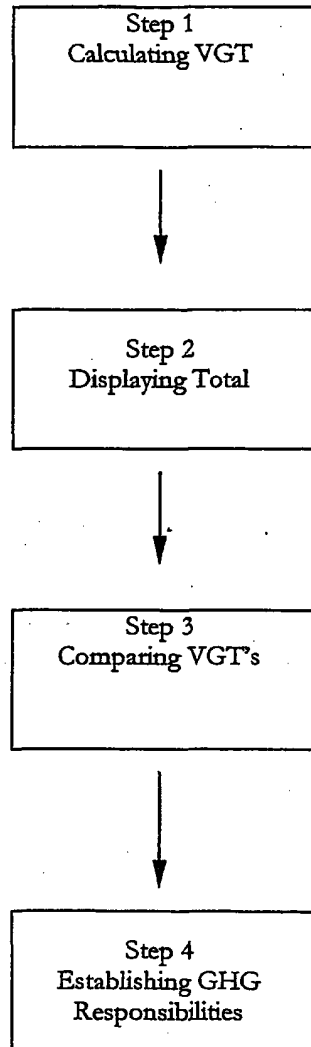 Step 1
Calculating VGT
Step 2
Displaying Total
Step 3
Comparing VGT's
Step 4
Establishing GHG
Responsibilities